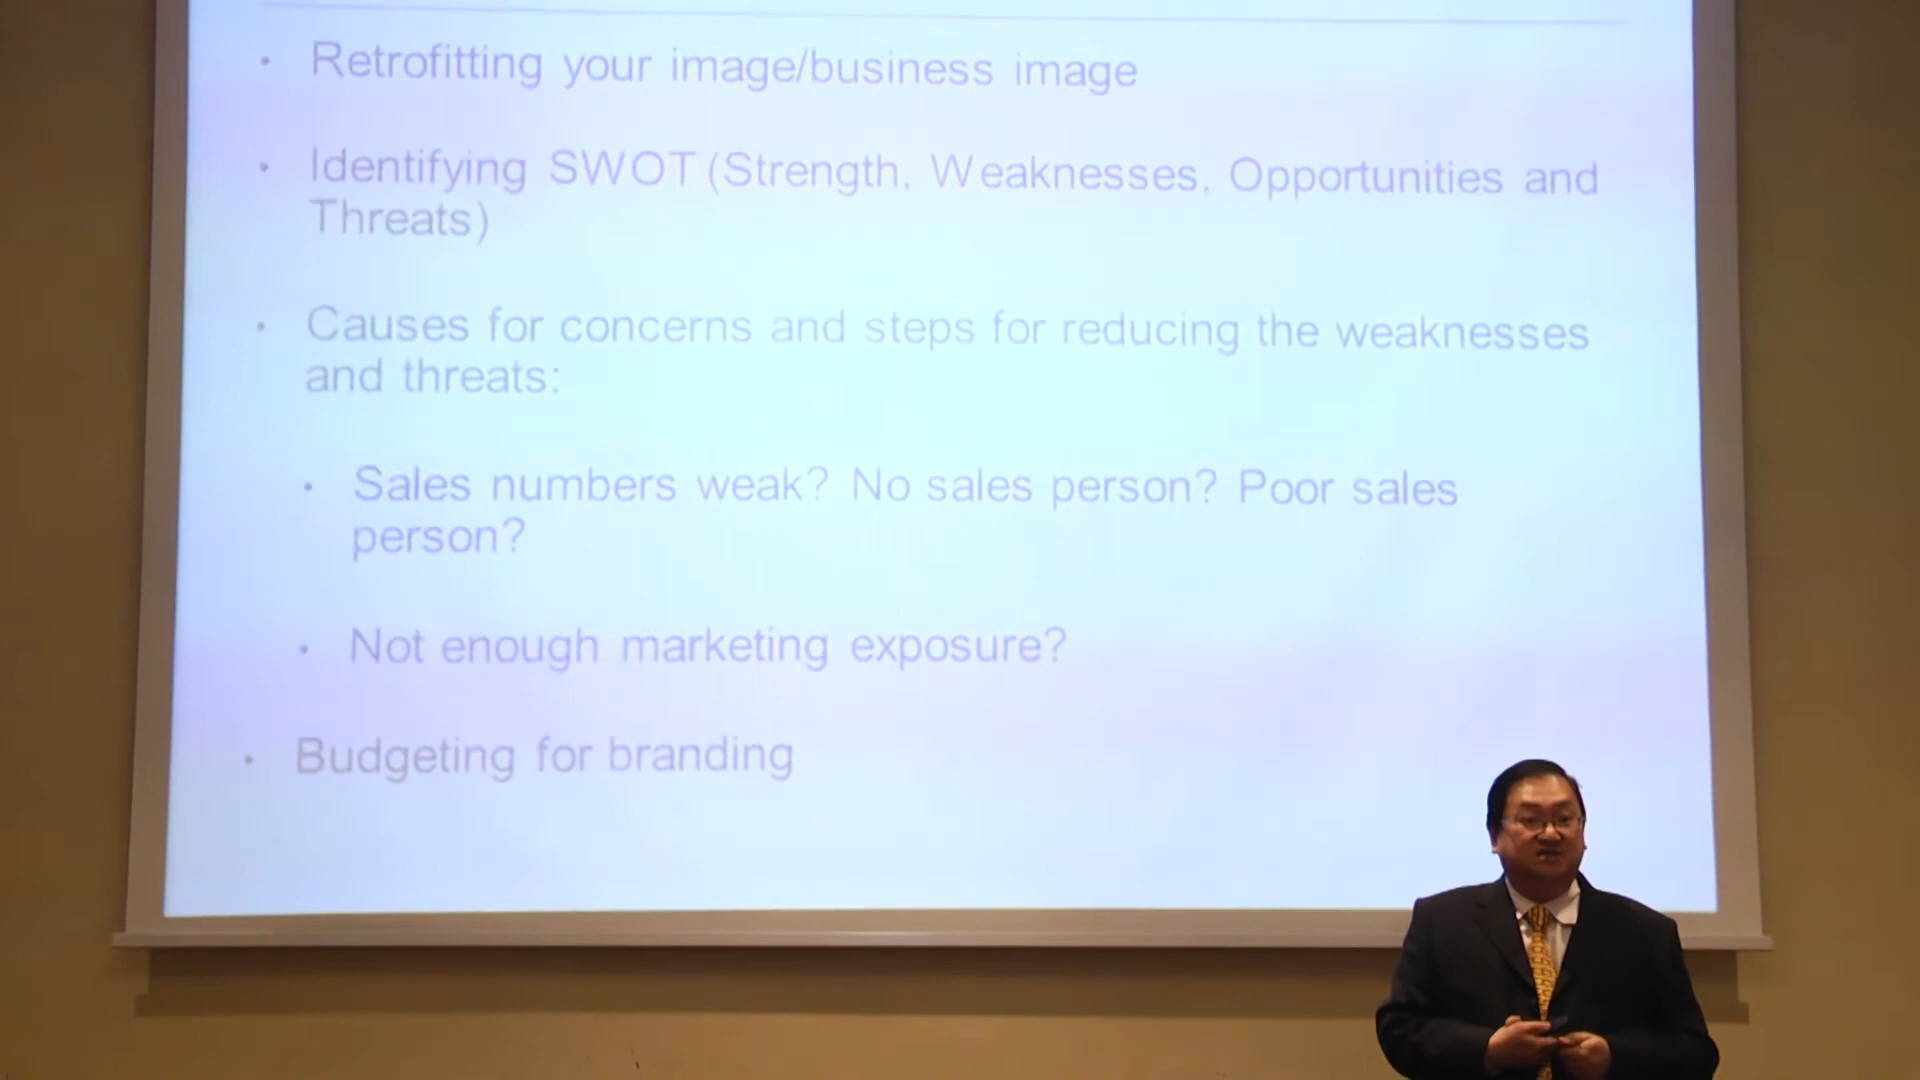 • Retrofitting your image/business image
• Identifying SWOT (Strength, Weaknesses, Opportunities and
Threats)
• Causes for concerns and steps for reducing the weaknesses
and threats:
• Sales numbers weak? No sales person? Poor sales
person?
• Not enough marketing exposure?
• Budgeting for branding